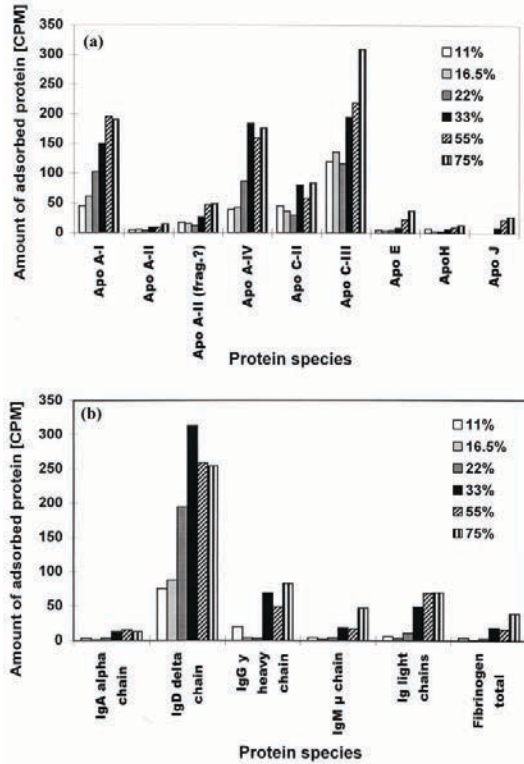 (a)
Amount of adsorbed protein [CPM]
350
300
250
200
150
100
50
0
11%
16.5%
22%
33%
55%
75%
Apo A-I
Apo A-II
Apo A-II (frag.?)
Apo A-IV
Apo C-II
Apo C-III
Apo E
ApoH
Apo J
Protein species
(b)
Amount of adsorbed protein [CPM]
350
300
250
200
150
100
50
0
11%
16.5%
22%
33%
55%
75%
IgA alpha
chain
IgD delta
chain
IgG y
heavy
chain
IgM µ chain
Ig light
chains
Fibrinogen
total
Protein species